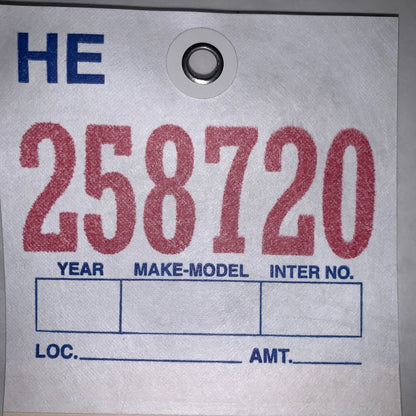 HE
258720
YEAR MAKE-MODEL INTER NO.
LOC. AMT.